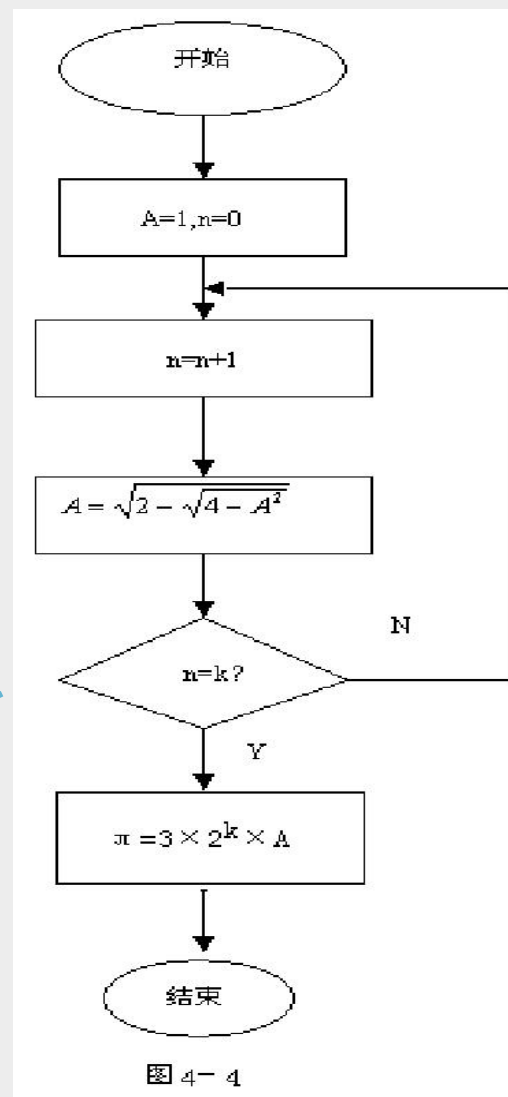 开始
A=1,n=0
n=n+1
A=√(2-√(4-A²))
N
n=k?
Y
π=3×2^k×A
结束
图 4-4